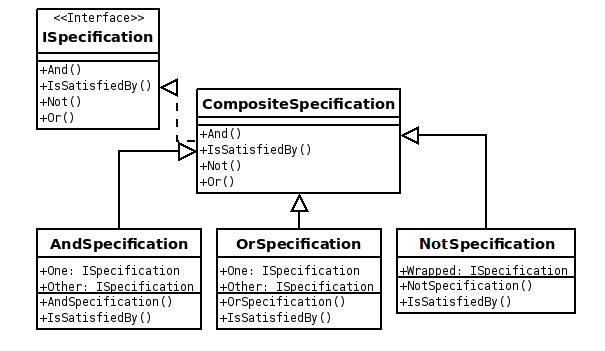 <<Interface>>
ISpecification
+And()
+IsSatisfiedBy()
+Not()
+Or()
CompositeSpecification
+And()
+IsSatisfiedBy()
+Not()
+Or()
AndSpecification
+One: ISpecification
+Other: ISpecification
+AndSpecification()
+IsSatisfiedBy()
OrSpecification
+One: ISpecification
+Other: ISpecification
+OrSpecification()
+IsSatisfiedBy()
NotSpecification
+Wrapped: ISpecification
+NotSpecification()
+IsSatisfiedBy()